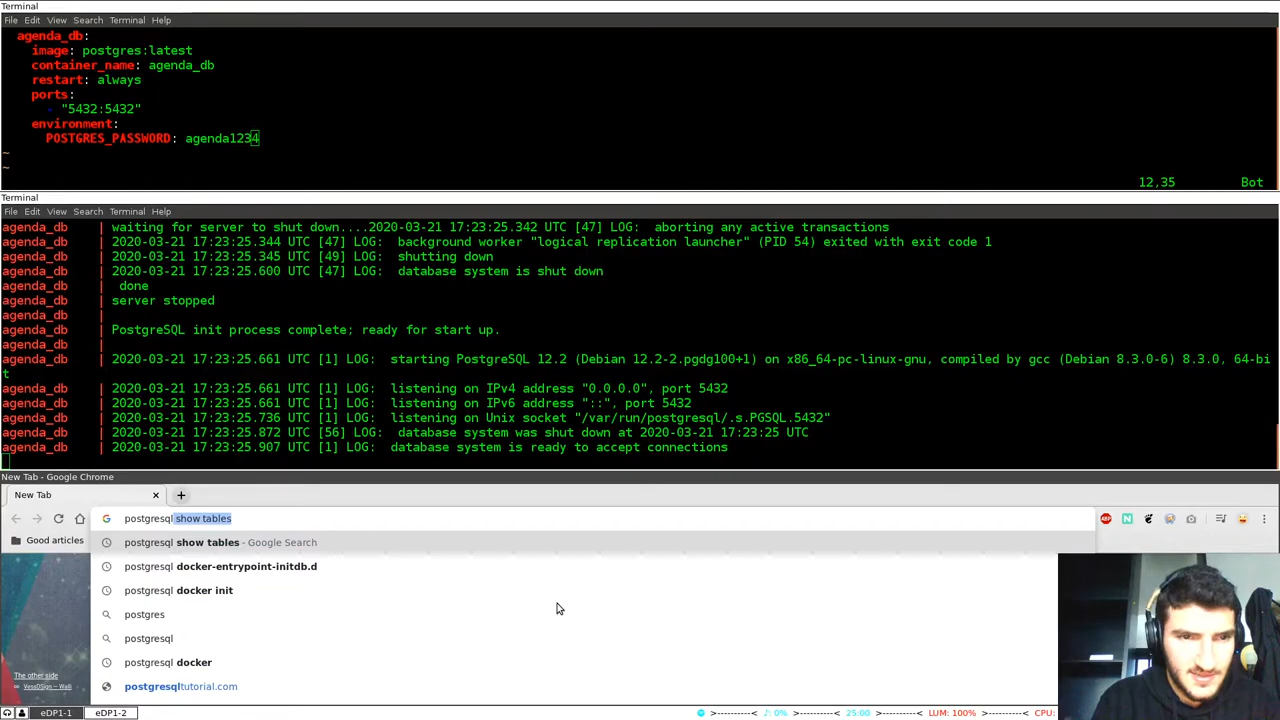 Terminal
File Edit View Search Terminal Help
agenda_db:
image: postgres:latest
container_name: agenda_db
restart: always
ports:
- "5432:5432"
environment:
POSTGRES_PASSWORD: agenda1234
~
~
12,35 Bot
Terminal
File Edit View Search Terminal Help
agenda_db | waiting for server to shut down....2020-03-21 17:23:25.342 UTC [47] LOG: aborting any active transactions
agenda_db | 2020-03-21 17:23:25.344 UTC [47] LOG: background worker "logical replication launcher" (PID 54) exited with exit code 1
agenda_db | 2020-03-21 17:23:25.345 UTC [49] LOG: shutting down
agenda_db | 2020-03-21 17:23:25.600 UTC [47] LOG: database system is shut down
agenda_db | done
agenda_db | server stopped
agenda_db |
agenda_db | PostgreSQL init process complete; ready for start up.
agenda_db |
agenda_db | 2020-03-21 17:23:25.661 UTC [1] LOG: starting PostgreSQL 12.2 (Debian 12.2-2.pgdg100+1) on x86_64-pc-linux-gnu, compiled by gcc (Debian 8.3.0-6) 8.3.0, 64-bi
t
agenda_db | 2020-03-21 17:23:25.661 UTC [1] LOG: listening on IPv4 address "0.0.0.0", port 5432
agenda_db | 2020-03-21 17:23:25.661 UTC [1] LOG: listening on IPv6 address "::", port 5432
agenda_db | 2020-03-21 17:23:25.736 UTC [1] LOG: listening on Unix socket "/var/run/postgresql/.s.PGSQL.5432"
agenda_db | 2020-03-21 17:23:25.872 UTC [56] LOG: database system was shut down at 2020-03-21 17:23:25 UTC
agenda_db | 2020-03-21 17:23:25.907 UTC [1] LOG: database system is ready to accept connections
New Tab - Google Chrome
New Tab
postgresql show tables
Good articles
postgresql show tables - Google Search
postgresql docker-entrypoint-initdb.d
postgresql docker init
postgres
postgresql
postgresql docker
postgresqltutorial.com
The other side
eDP1-1 eDP1-2 >----------< ♪: 0% >----------< 25:00 >----------< LUM: 100% >----------< CPU: